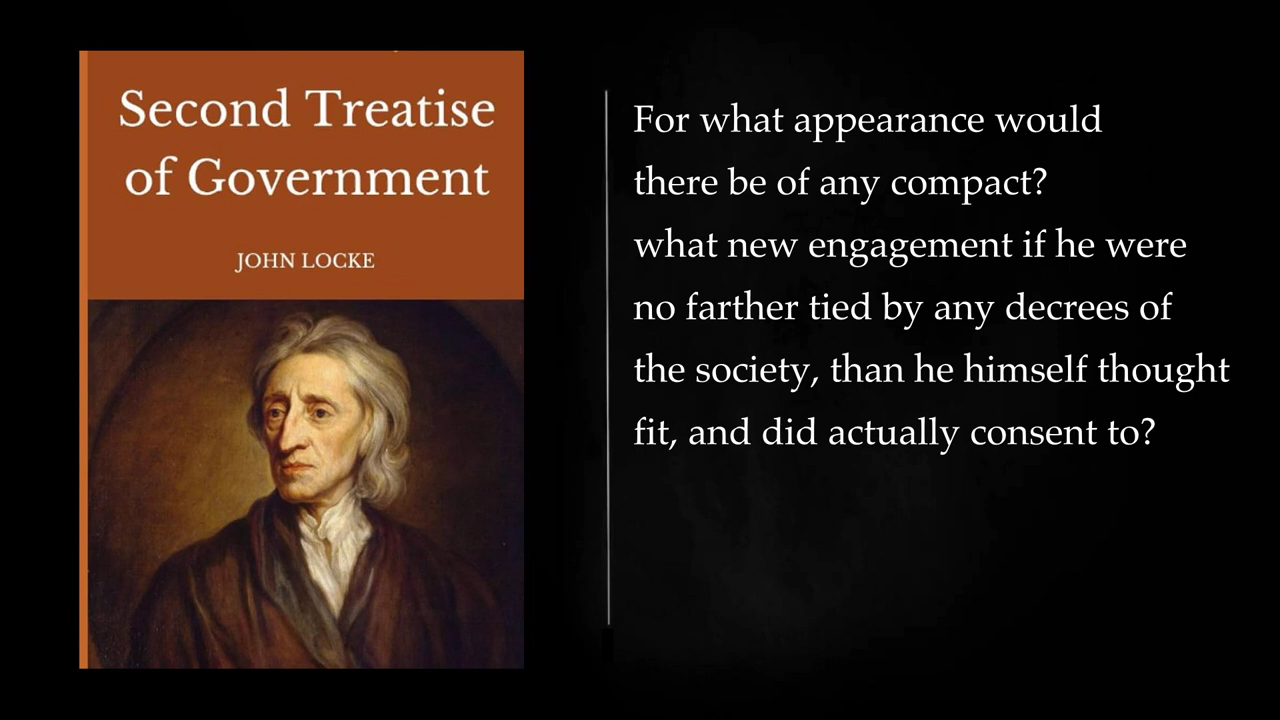 Second Treatise
of Government
JOHN LOCKE
For what appearance would
there be of any compact?
what new engagement if he were
no farther tied by any decrees of
the society, than he himself thought
fit, and did actually consent to?